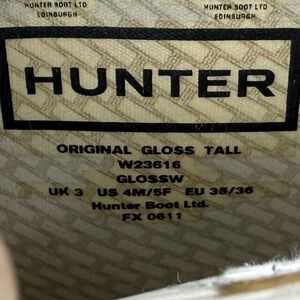 HUNTER BOOT LTD HUNTER BOOT LTD
EDINBURGH EDINBURGH
HUNTER
ORIGINAL GLOSS TALL
W23616
GLOSSW
UK 3 US 4M/5F EU 35/36
Hunter Boot Ltd.
FX 0611